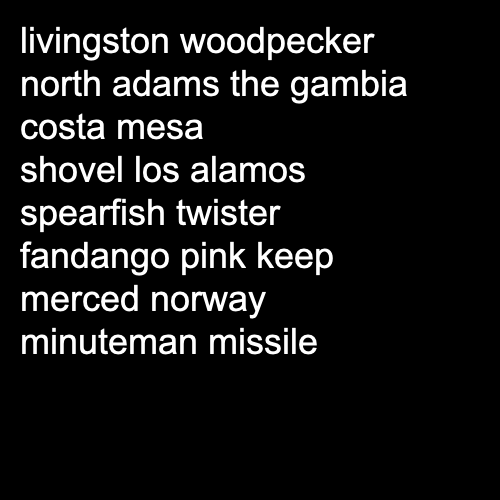 livingston woodpecker
north adams the gambia
costa mesa
shovel los alamos
spearfish twister
fandango pink keep
merced norway
minuteman missile